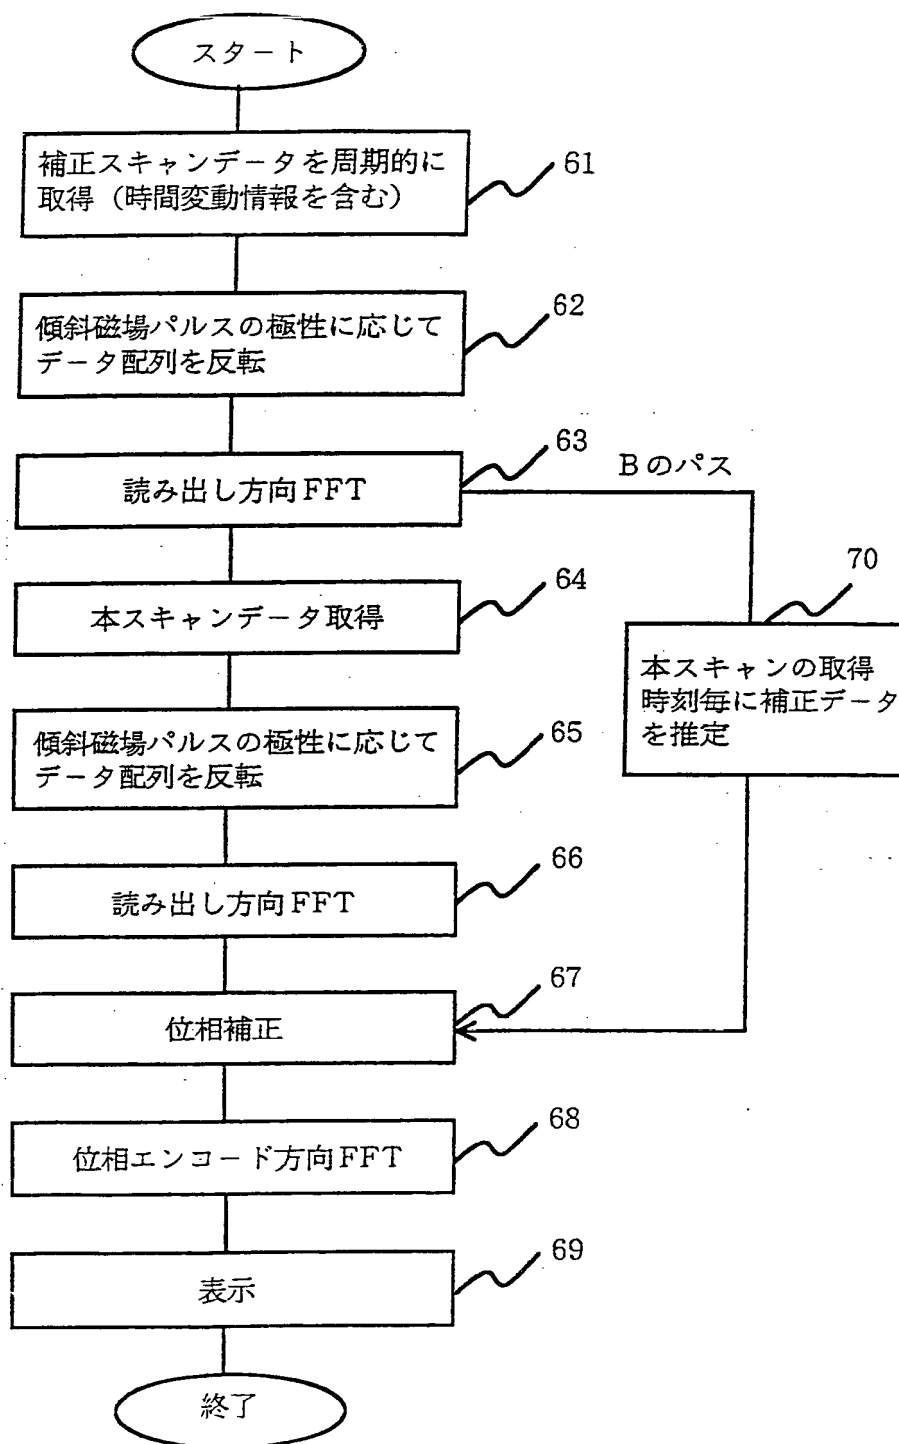 スタート
補正スキャンデータを周期的に
取得（時間変動情報を含む）
61
傾斜磁場パルスの極性に応じて
データ配列を反転
62
読み出し方向FFT
63
Bのパス
本スキャンデータ取得
64
70
本スキャンの取得
時刻毎に補正データ
を推定
傾斜磁場パルスの極性に応じて
データ配列を反転
65
読み出し方向FFT
66
位相補正
67
位相エンコード方向FFT
68
表示
69
終了